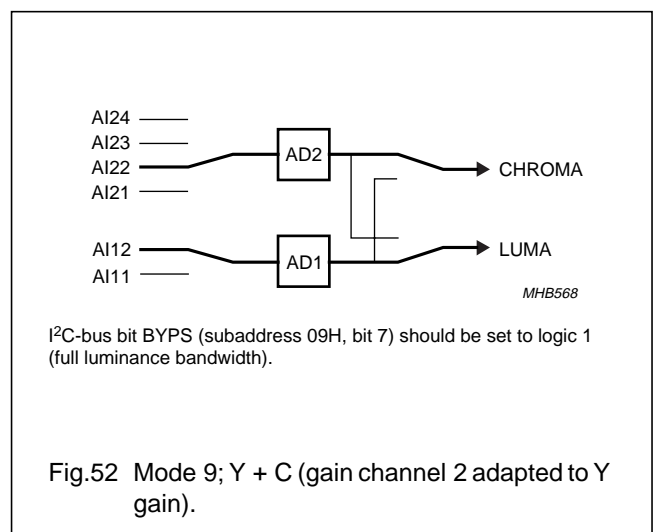 AI24
AI23
AI22
AI21
AD2
CHROMA
AI12
AI11
AD1
LUMA
MHB568
I²C-bus bit BYPS (subaddress 09H, bit 7) should be set to logic 1
(full luminance bandwidth).
Fig.52 Mode 9; Y + C (gain channel 2 adapted to Y
gain).